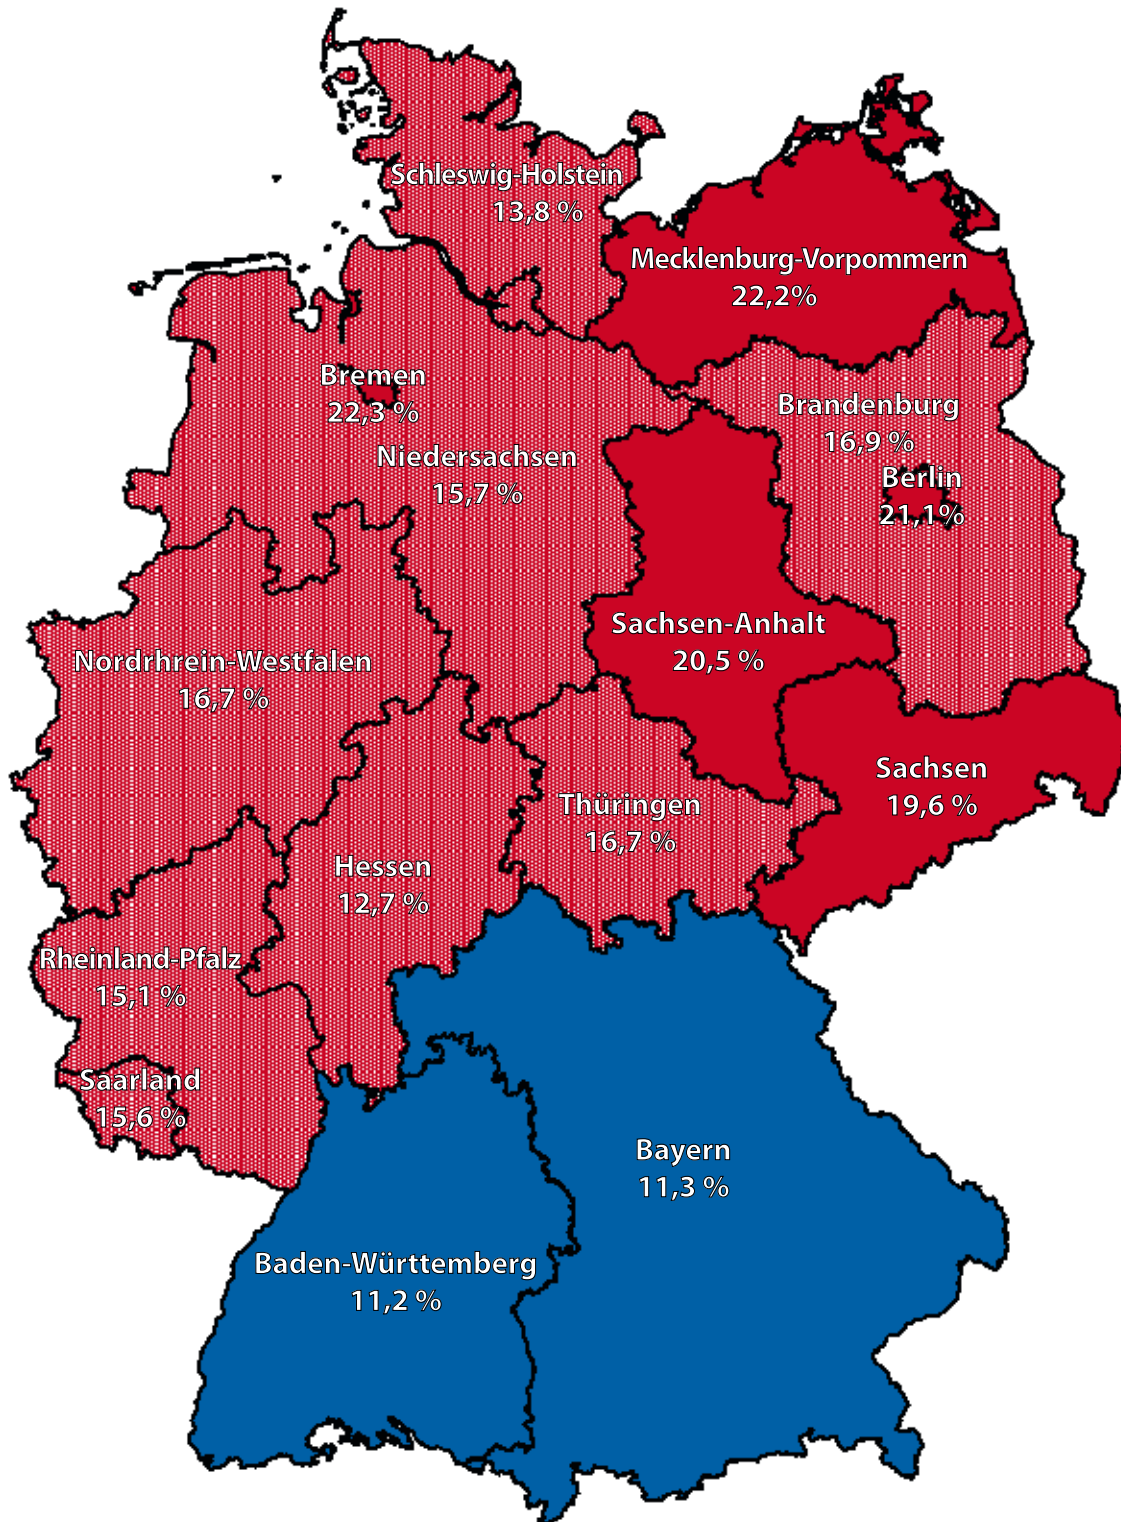 Schleswig-Holstein
13,8 %
Mecklenburg-Vorpommern
22,2%
Bremen
22,3 %
Brandenburg
16,9 %
Niedersachsen
15,7 %
Berlin
21,1%
Sachsen-Anhalt
20,5 %
Nordrhrein-Westfalen
16,7 %
Sachsen
19,6 %
Thüringen
16,7 %
Hessen
12,7 %
Rheinland-Pfalz
15,1 %
Saarland
15,6 %
Bayern
11,3 %
Baden-Württemberg
11,2 %